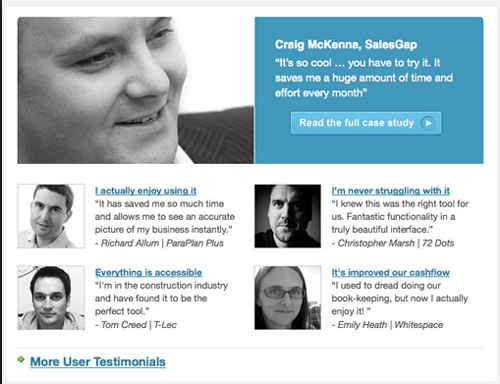 Craig McKenna, SalesGap
“It’s so cool ... you have to try it. It
saves me a huge amount of time and
effort every month”
Read the full case study
I actually enjoy using it
“It has saved me so much time
and allows me to see an accurate
picture of my business instantly.”
- Richard Allum | ParaPlan Plus
I'm never struggling with it
“I knew this was the right tool for
us. Fantastic functionality in a
truly beautiful interface.”
- Christopher Marsh | 72 Dots
Everything is accessible
“I'm in the construction industry
and have found it to be the
perfect tool.”
- Tom Creed | T-Lec
It's improved our cashflow
“I used to dread doing our
book-keeping, but now I actually
enjoy it! ”
- Emily Heath | Whitespace
More User Testimonials